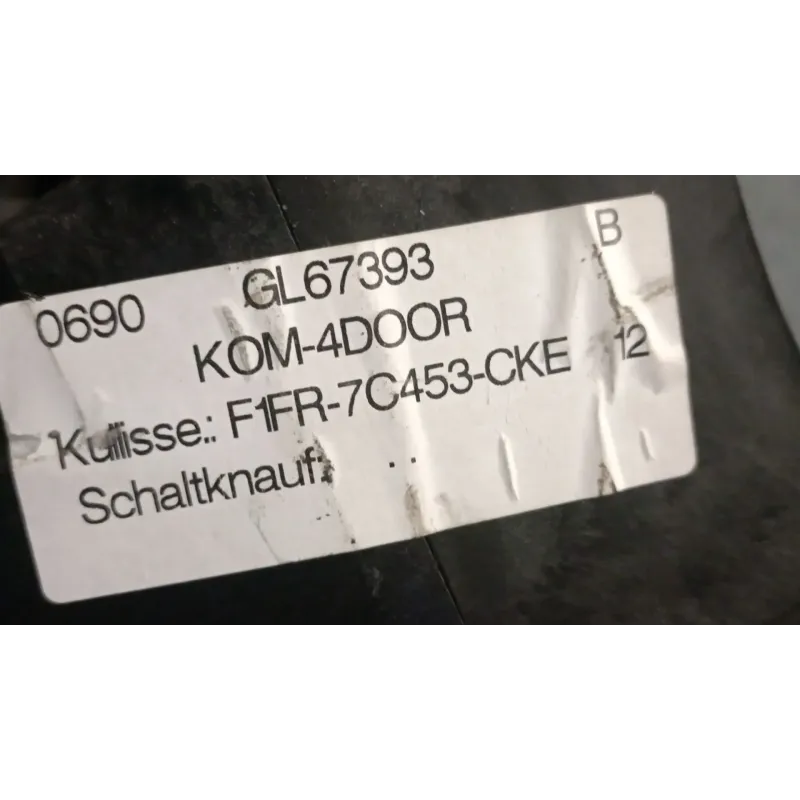 0690 GL67393 B
KOM-4DOOR
Kulisse.: F1FR-7C453-CKE 12
Schaltknauf: . .